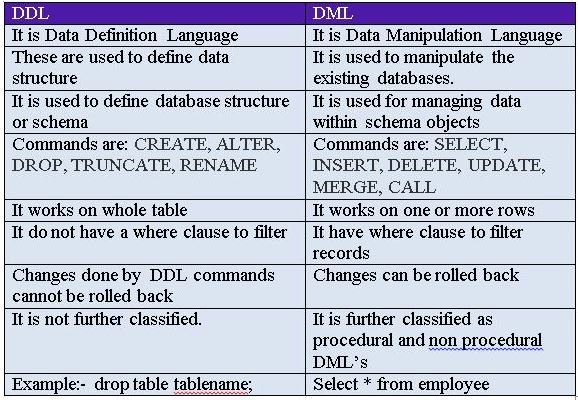 DDL
DML
It is Data Definition Language
It is Data Manipulation Language
These are used to define data
structure
It is used to manipulate the
existing databases.
It is used to define database structure
or schema
It is used for managing data
within schema objects
Commands are: CREATE, ALTER,
DROP, TRUNCATE, RENAME
Commands are: SELECT,
INSERT, DELETE, UPDATE,
MERGE, CALL
It works on whole table
It works on one or more rows
It do not have a where clause to filter
It have where clause to filter
records
Changes done by DDL commands
cannot be rolled back
Changes can be rolled back
It is not further classified.
It is further classified as
procedural and non procedural
DML’s
Example:- drop table tablename;
Select * from employee